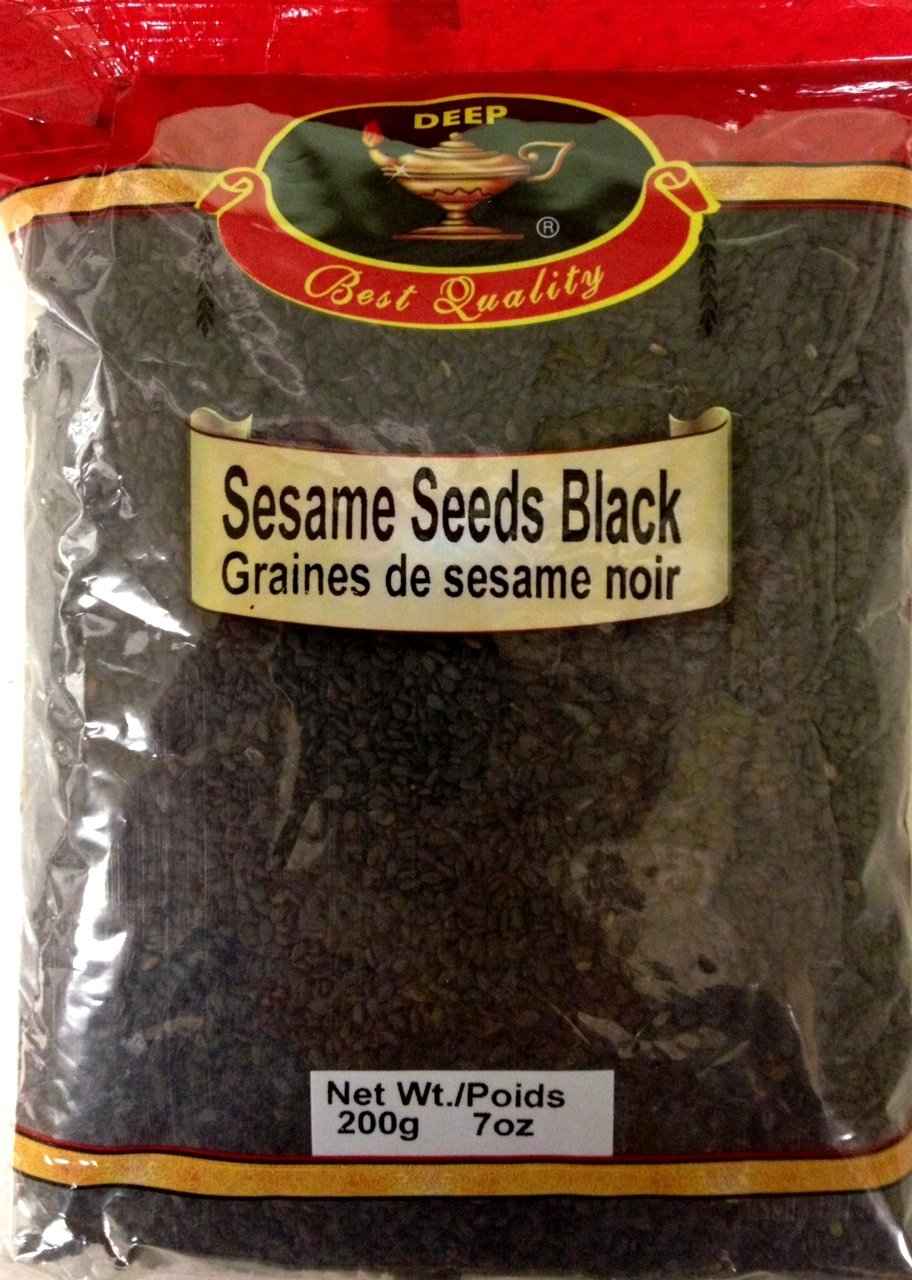 DEEP
®
Best Quality
Sesame Seeds Black
Graines de sesame noir
Net Wt./Poids
200g 7oz